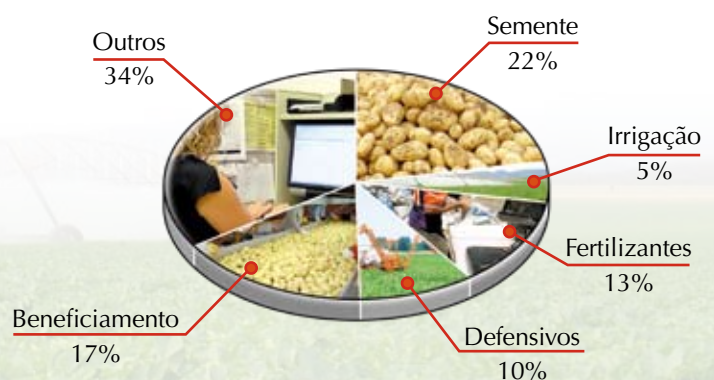 Semente
22%
Irrigação
5%
Fertilizantes
13%
Defensivos
10%
Beneficiamento
17%
Outros
34%